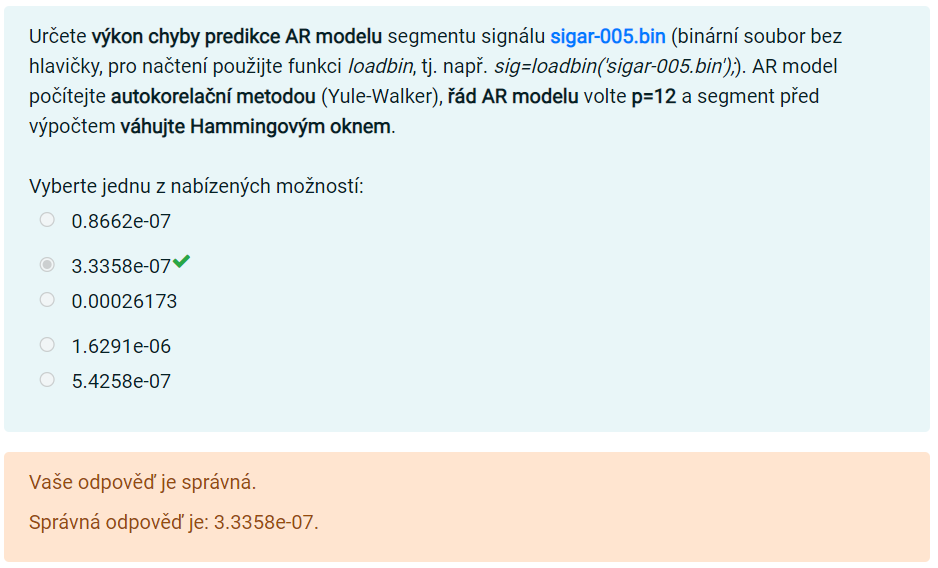 Určete výkon chyby predikce AR modelu segmentu signálu sigar-005.bin (binární soubor bez
hlavičky, pro načtení použijte funkci loadbin, tj. např. sig=loadbin('sigar-005.bin');). AR model
počítejte autokorelační metodou (Yule-Walker), řád AR modelu volte p=12 a segment před
výpočtem váhujte Hammingovým oknem.
Vyberte jednu z nabízených možností:
0.8662e-07
3.3358e-07
0.00026173
1.6291e-06
5.4258e-07
Vaše odpověď je správná.
Správná odpověď je: 3.3358e-07.